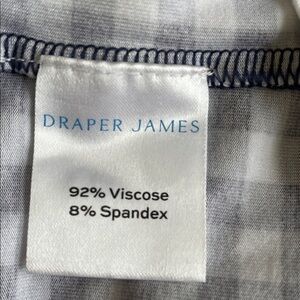 DRAPER JAMES
92% Viscose
8% Spandex